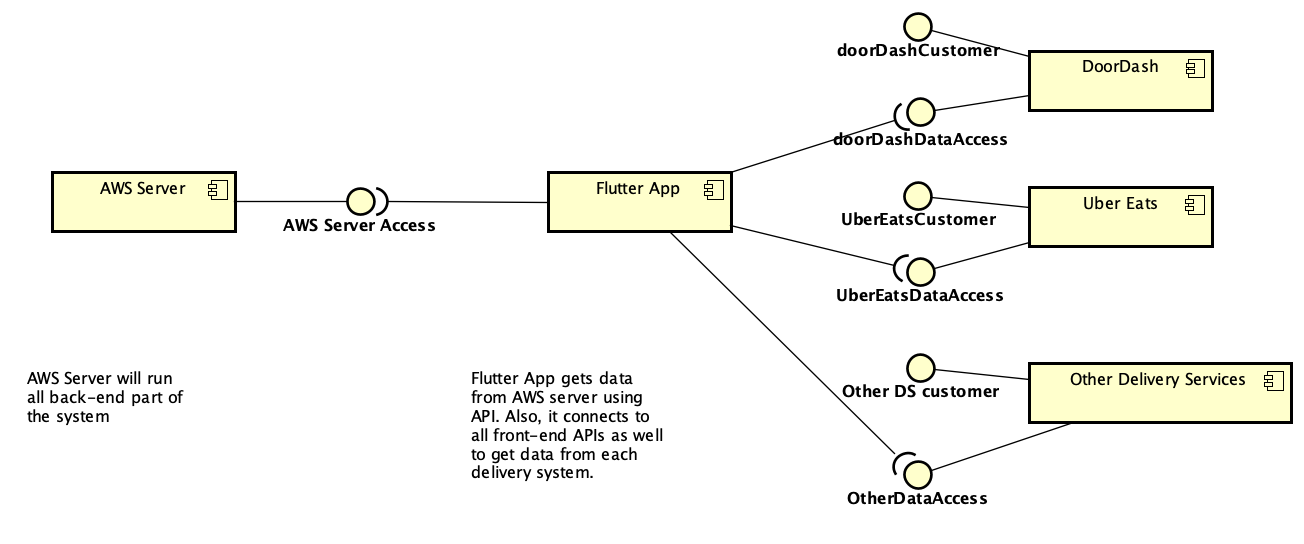 doorDashCustomer
DoorDash
doorDashDataAccess
AWS Server
AWS Server Access
Flutter App
UberEatsCustomer
Uber Eats
UberEatsDataAccess
Other DS customer
Other Delivery Services
OtherDataAccess
AWS Server will run
all back-end part of
the system
Flutter App gets data
from AWS server using
API. Also, it connects to
all front-end APIs as well
to get data from each
delivery system.